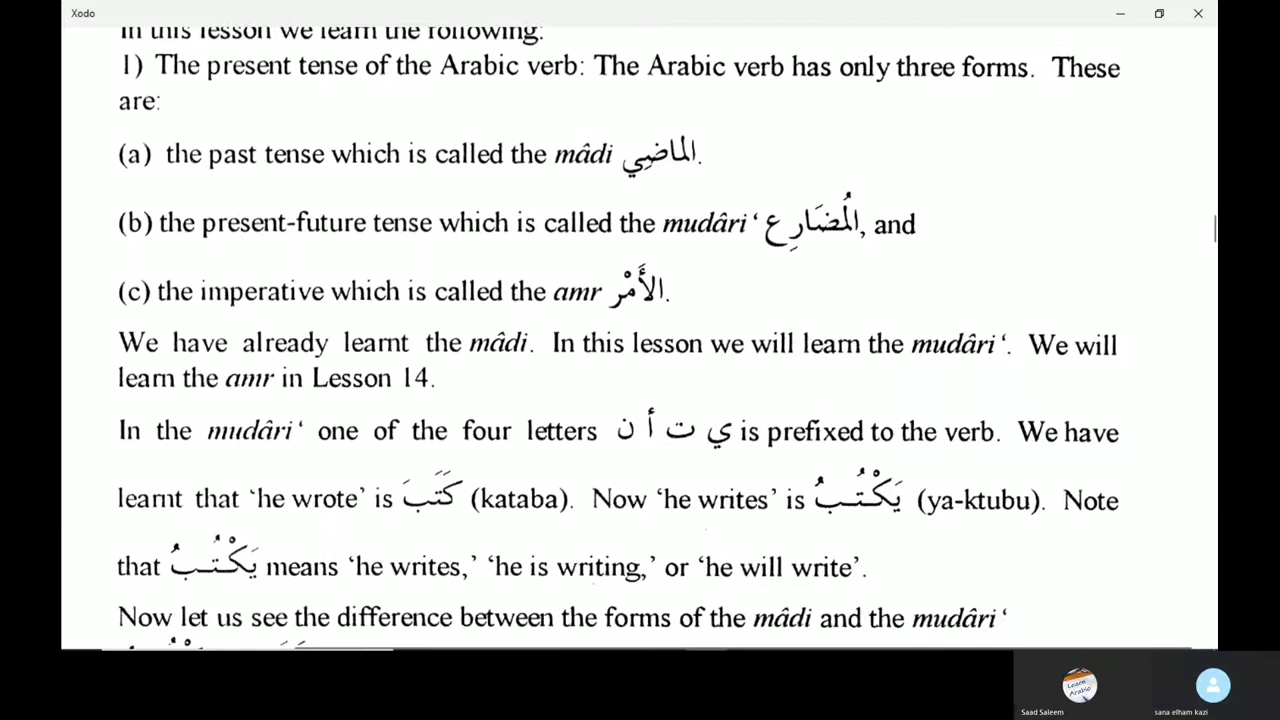 Xodo
In this lesson we learn the following:
1) The present tense of the Arabic verb: The Arabic verb has only three forms. These
are:
(a) the past tense which is called the mâdi الماضِي.
(b) the present-future tense which is called the mudâri‘ المُضَارِع, and
(c) the imperative which is called the amr الأَمْر.
We have already learnt the mâdi. In this lesson we will learn the mudâri‘. We will
learn the amr in Lesson 14.
In the mudâri‘ one of the four letters ي ت أ ن is prefixed to the verb. We have
learnt that ‘he wrote’ is كَتَبَ (kataba). Now ‘he writes’ is يَكْتُبُ (ya-ktubu). Note
that يَكْتُبُ means ‘he writes,’ ‘he is writing,’ or ‘he will write’.
Now let us see the difference between the forms of the mâdi and the mudâri‘
Learn
Arabic
Saad Saleem
sana elham kazi